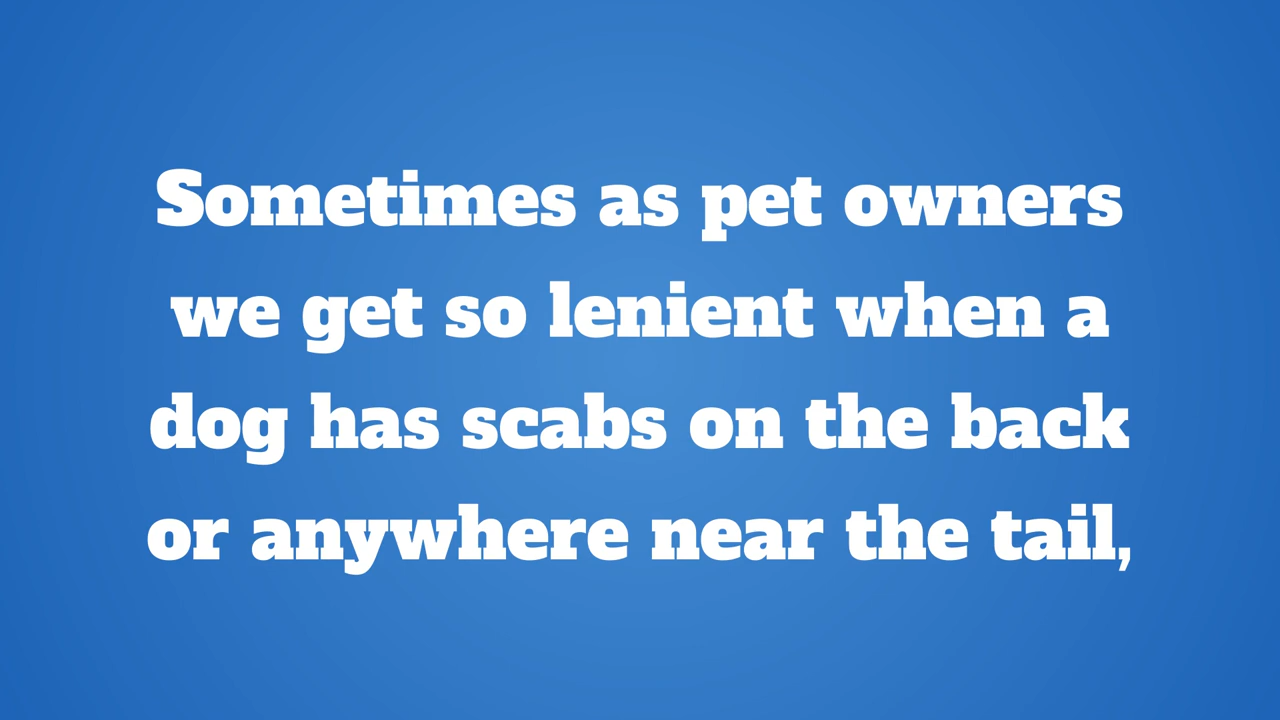 Sometimes as pet owners
we get so lenient when a
dog has scabs on the back
or anywhere near the tail,